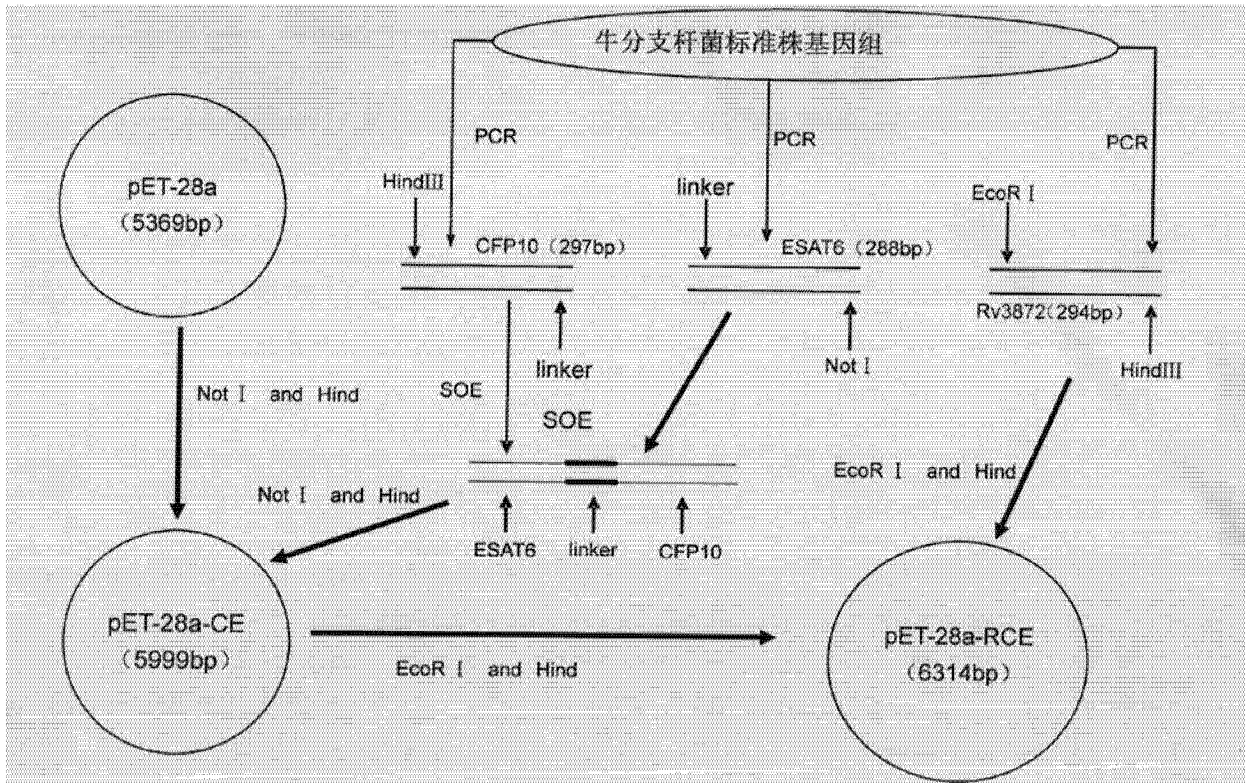 牛分支杆菌标准株基因组
PCR
PCR
PCR
pET-28a
(5369bp)
HindIII
linker
EcoR I
CFP10 (297bp)
ESAT6 (288bp)
Rv3872(294bp)
linker
Not I
HindIII
Not I and Hind
SOE
SOE
EcoR I and Hind
Not I and Hind
ESAT6
linker
CFP10
pET-28a-CE
(5999bp)
EcoR I and Hind
pET-28a-RCE
(6314bp)